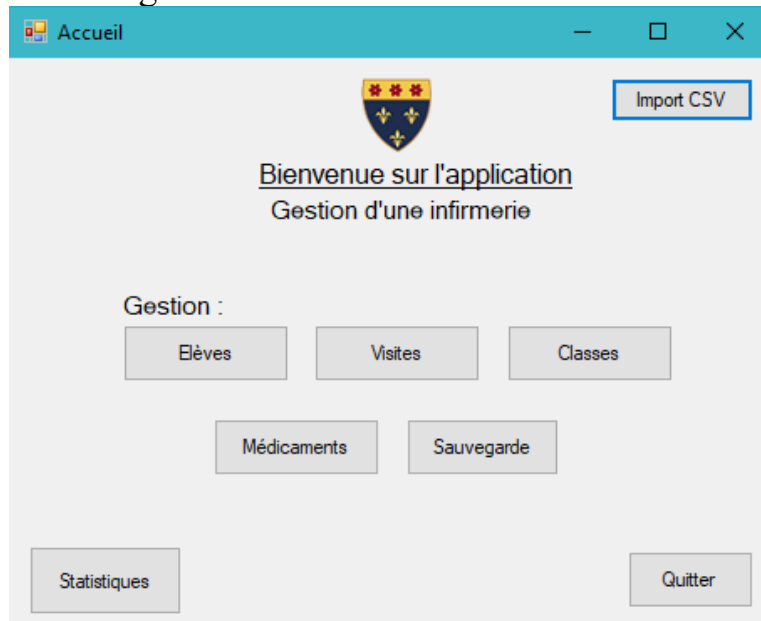 Accueil
Import CSV
Bienvenue sur l'application
Gestion d'une infirmerie
Gestion :
Elèves Visites Classes
Médicaments Sauvegarde
Statistiques Quitter